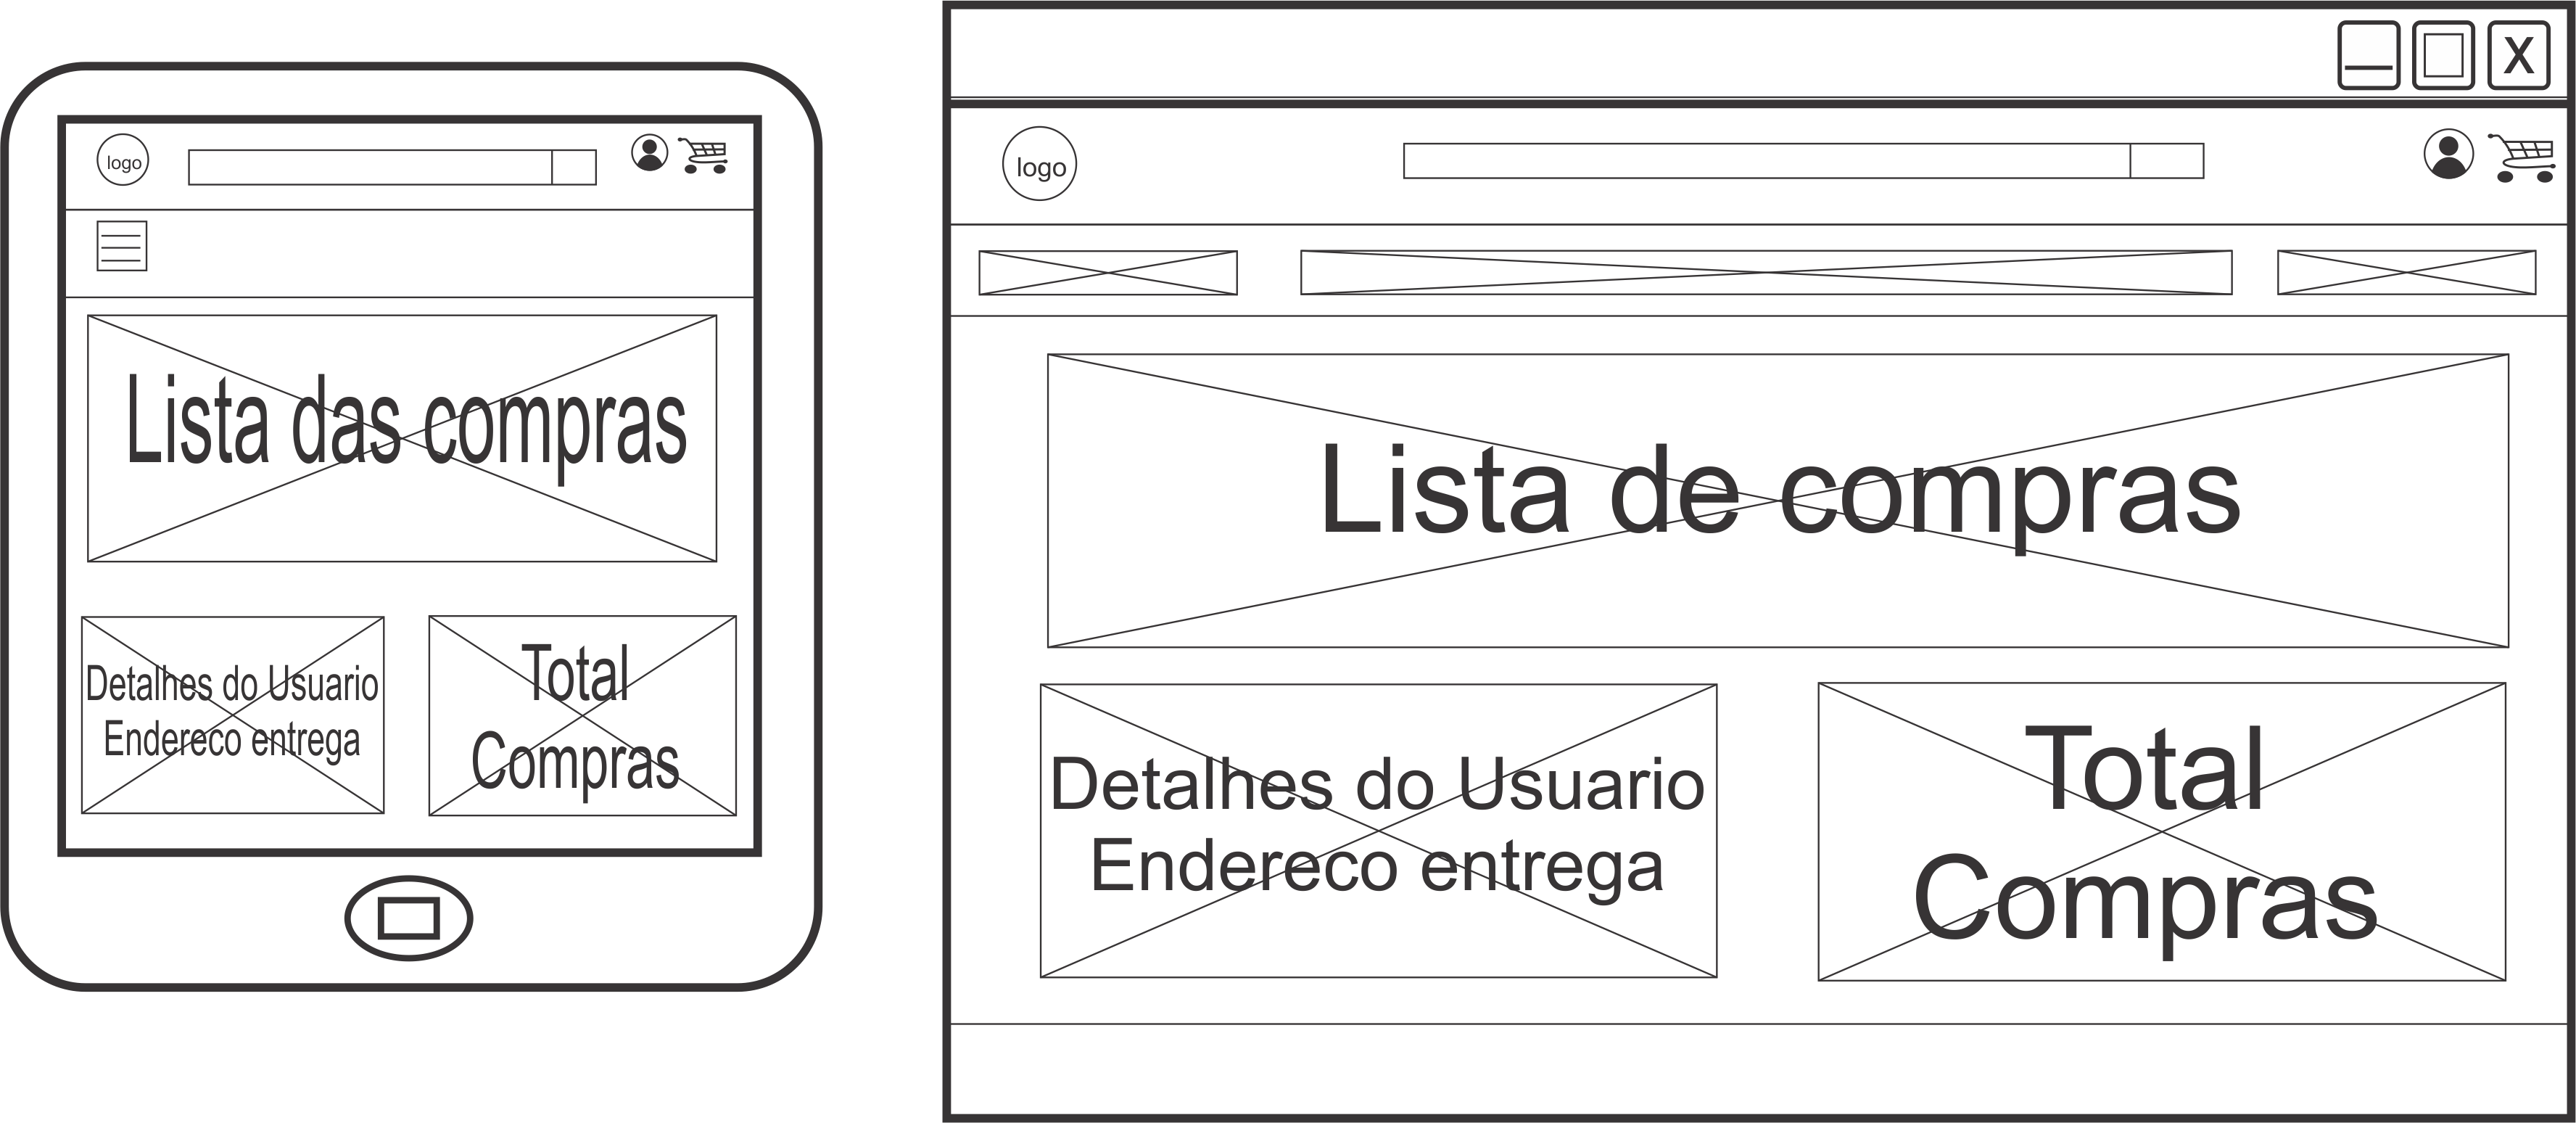 logo
Lista das compras
Detalhes do Usuario
Endereco entrega
Total
Compras
X
logo
Lista de compras
Detalhes do Usuario
Endereco entrega
Total
Compras